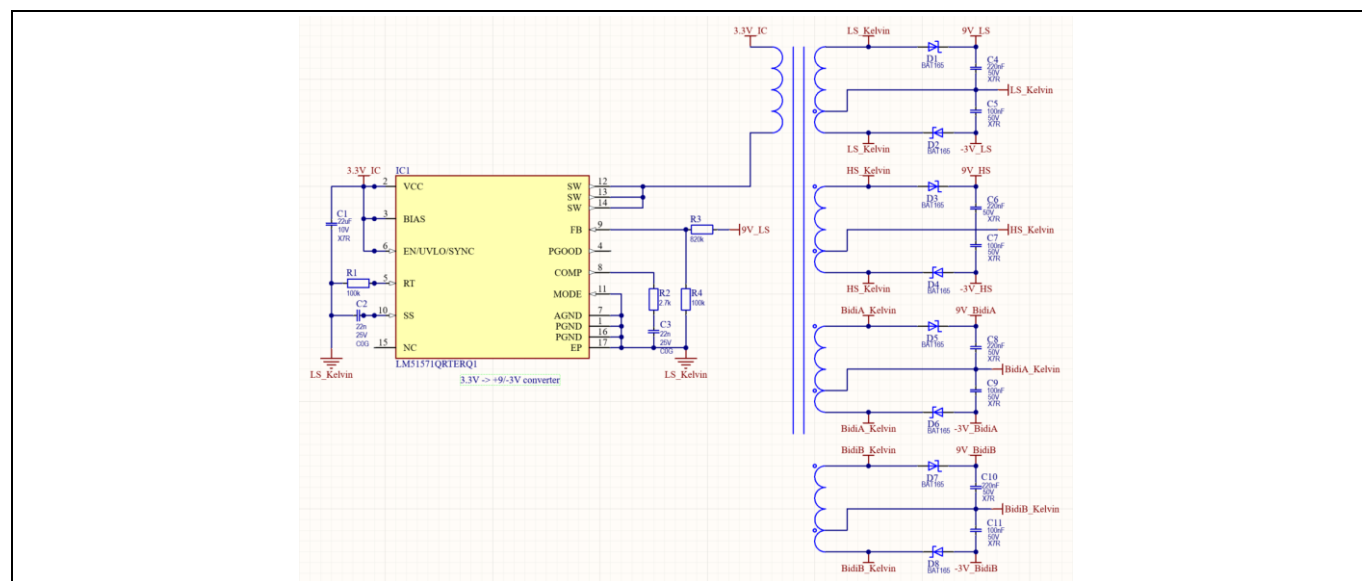 3.3V_IC
LS_Kelvin
9V_LS
D1
BAT165
C4
220nF
50V
X7R
LS_Kelvin
C5
100nF
50V
X7R
LS_Kelvin
D2
BAT165
-3V_LS
3.3V_IC
IC1
2
VCC
SW
12
SW
13
SW
14
C1
22uF
10V
X7R
3
BIAS
FB
9
R3
820k
9V_LS
6
EN/UVLO/SYNC
PGOOD
4
COMP
8
R1
100k
5
RT
MODE
11
R2
2.7k
R4
100k
C2
22n
25V
C0G
10
SS
AGND
7
PGND
1
PGND
16
C3
22n
25V
C0G
15
NC
EP
17
LS_Kelvin
LM51571QRTERQ1
LS_Kelvin
3.3V -> +9/-3V converter
HS_Kelvin
9V_HS
D3
BAT165
C6
220nF
50V
X7R
HS_Kelvin
C7
100nF
50V
X7R
HS_Kelvin
D4
BAT165
-3V_HS
BidiA_Kelvin
9V_BidiA
D5
BAT165
C8
220nF
50V
X7R
BidiA_Kelvin
C9
100nF
50V
X7R
BidiA_Kelvin
D6
BAT165
-3V_BidiA
BidiB_Kelvin
9V_BidiB
D7
BAT165
C10
220nF
50V
X7R
BidiB_Kelvin
C11
100nF
50V
X7R
BidiB_Kelvin
D8
BAT165
-3V_BidiB